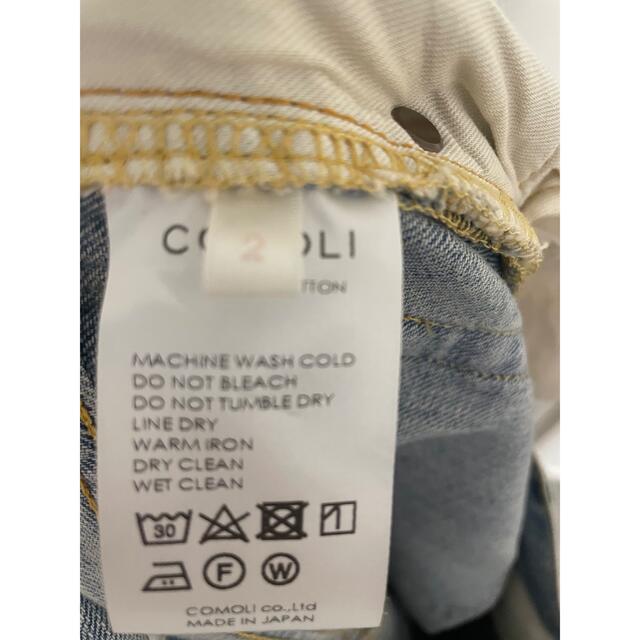 2
MACHINE WASH COLD
DO NOT BLEACH
DO NOT TUMBLE DRY
LINE DRY
WARM IRON
DRY CLEAN
WET CLEAN
30
F W
COMOLI co.,Ltd
MADE IN JAPAN